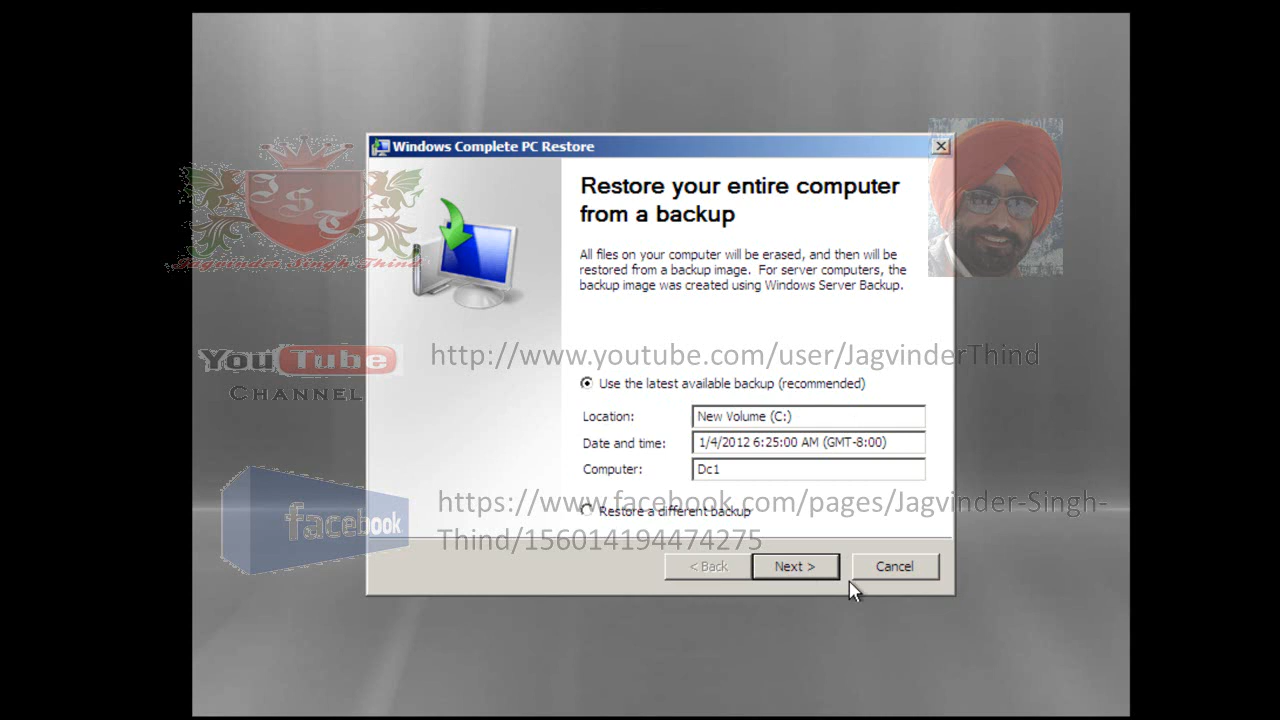 Windows Complete PC Restore
Restore your entire computer
from a backup
JST
Jagvinder Singh Thind
All files on your computer will be erased, and then will be
restored from a backup image. For server computers, the
backup image was created using Windows Server Backup.
YouTube
CHANNEL
http://www.youtube.com/user/JagvinderThind
Use the latest available backup (recommended)
Location: New Volume (C:)
Date and time: 1/4/2012 6:25:00 AM (GMT-8:00)
Computer: Dc1
facebook
https://www.facebook.com/pages/Jagvinder-Singh-
Thind/156014194474275
Restore a different backup
< Back Next > Cancel